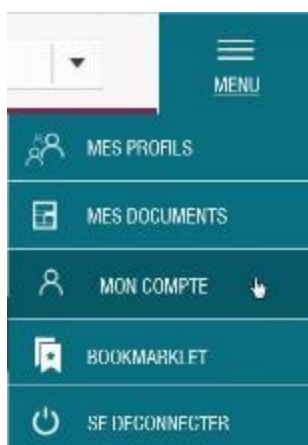 MENU
MES PROFILS
MES DOCUMENTS
MON COMPTE
BOOKMARKLET
SE DECONNECTER